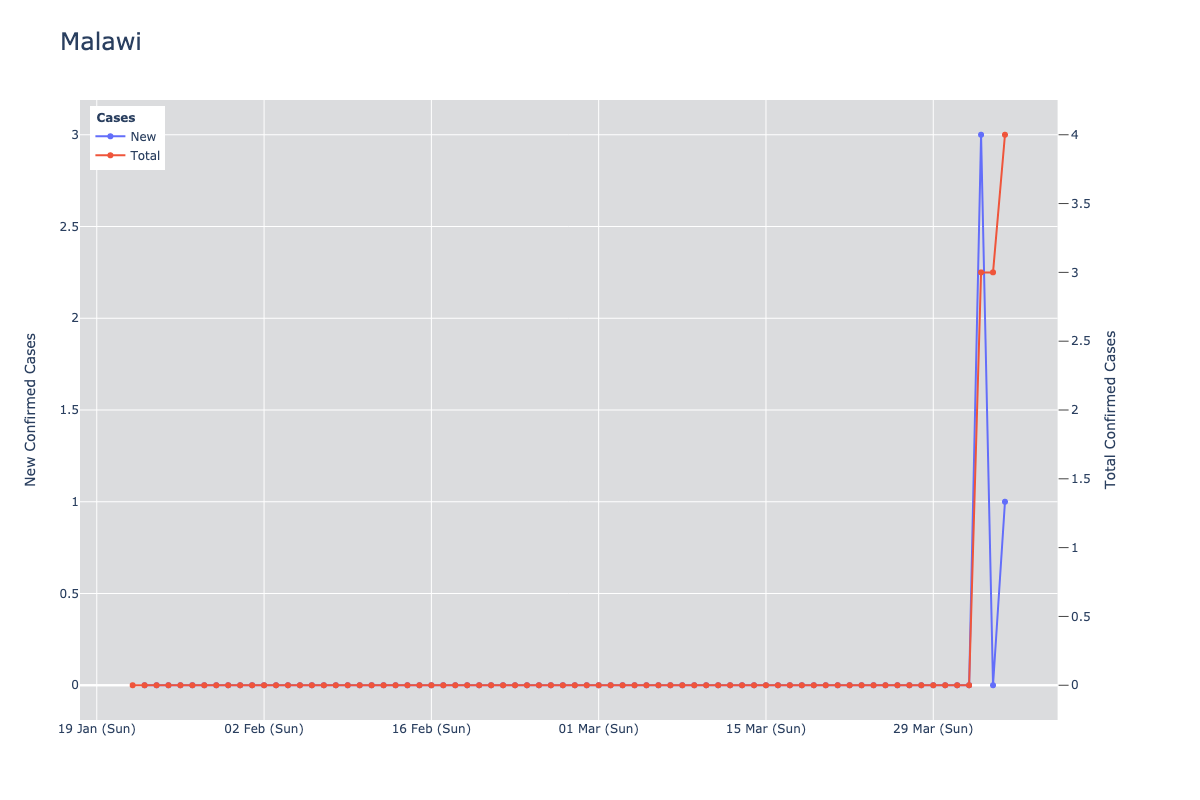 Malawi
Cases
New
Total
3
2.5
2
1.5
1
0.5
0
New Confirmed Cases
4
3.5
3
2.5
2
1.5
1
0.5
0
Total Confirmed Cases
19 Jan (Sun) 02 Feb (Sun) 16 Feb (Sun) 01 Mar (Sun) 15 Mar (Sun) 29 Mar (Sun)